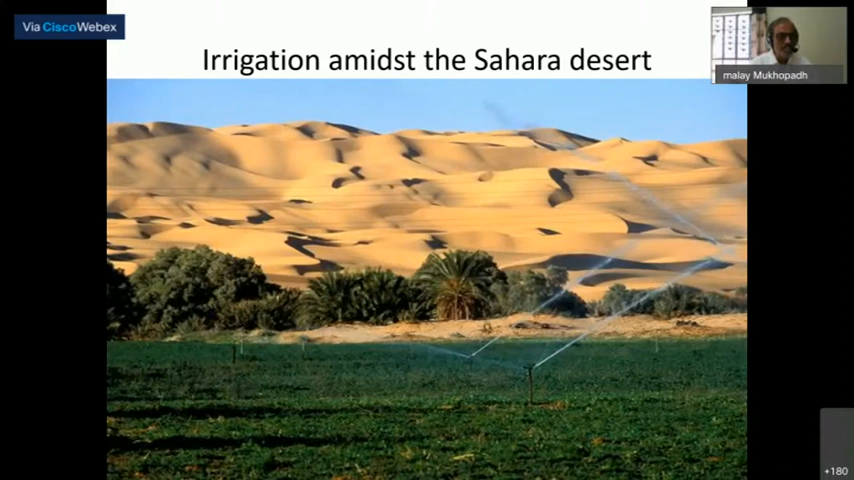 Via CiscoWebex
Irrigation amidst the Sahara desert
malay Mukhopadh
+180